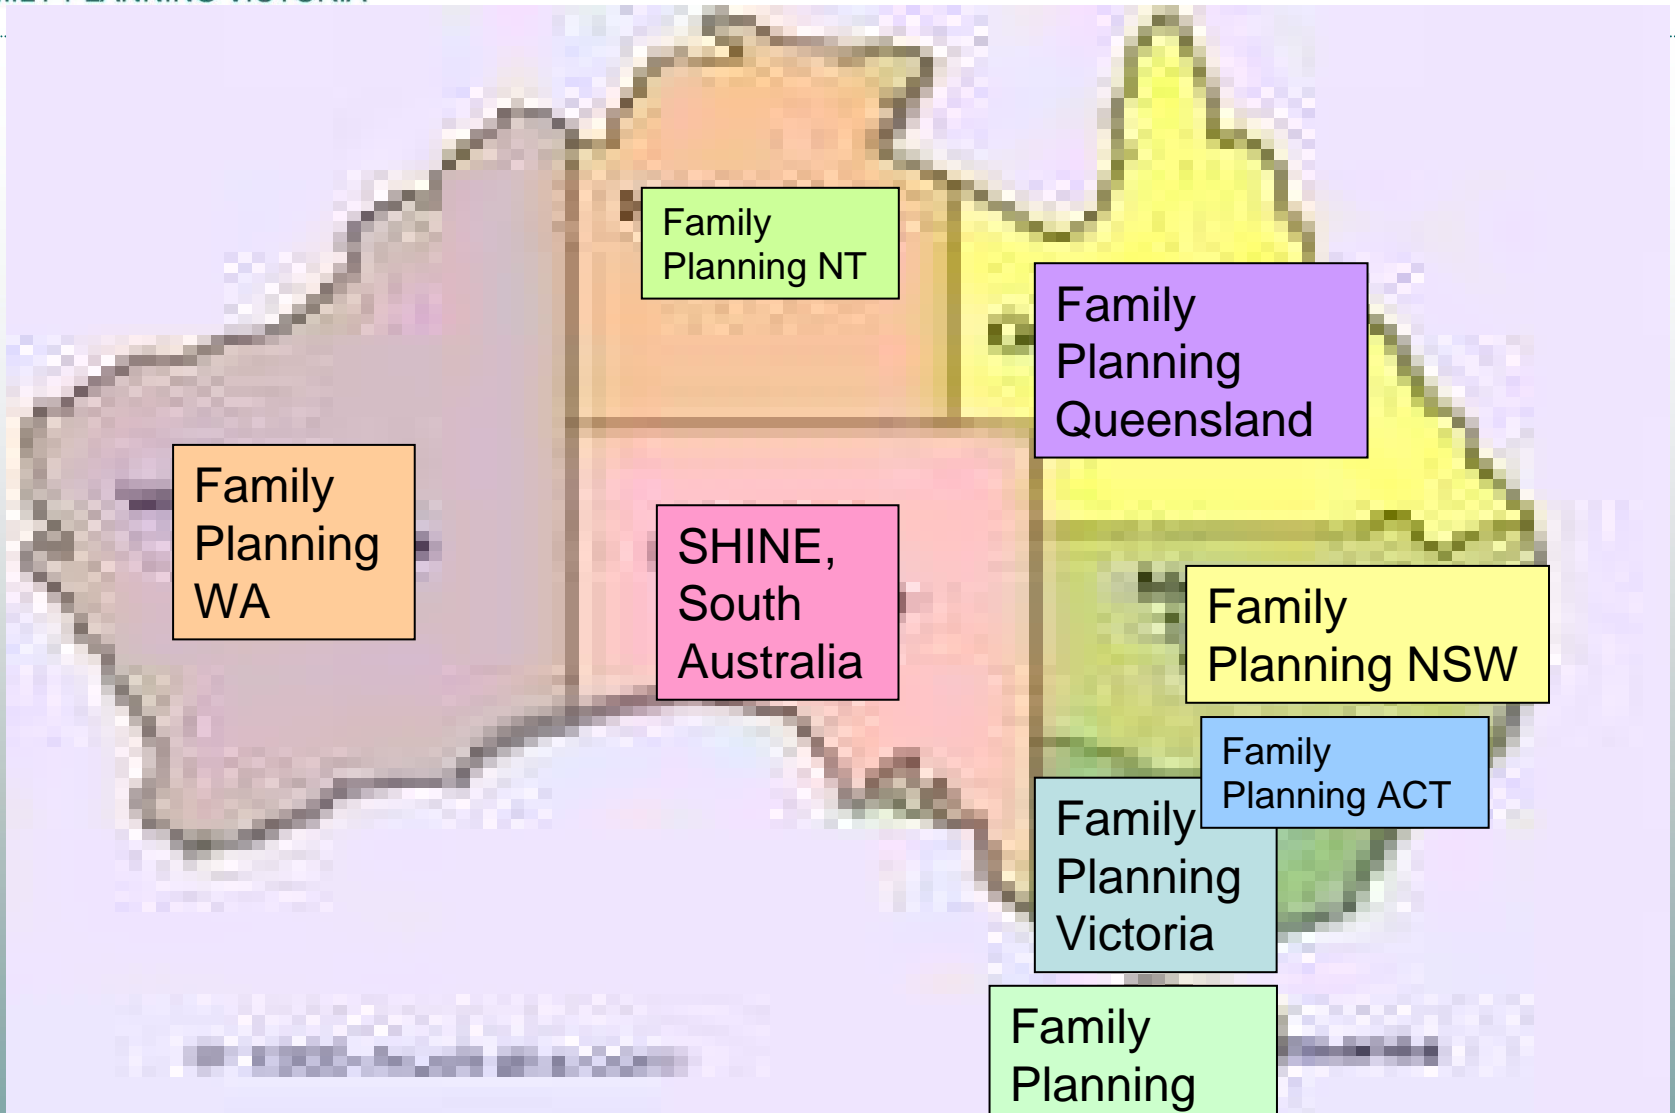 Family
Planning NT
Family
Planning
Queensland
Family
Planning
WA
SHINE,
South
Australia
Family
Planning NSW
Family
Planning ACT
Family
Planning
Victoria
Family
Planning